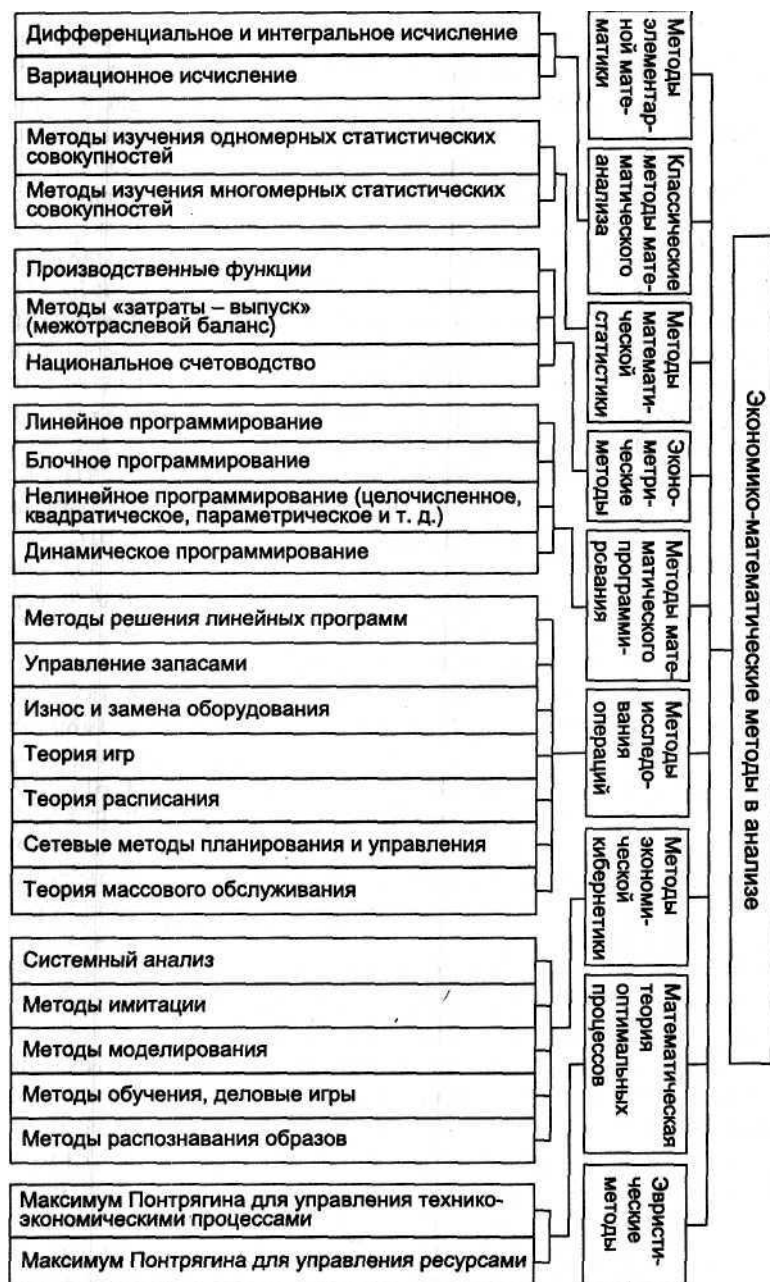 Дифференциальное и интегральное исчисление
Вариационное исчисление
Методы изучения одномерных статистических
совокупностей
Методы изучения многомерных статистических
совокупностей
Производственные функции
Методы «затраты – выпуск»
(межотраслевой баланс)
Национальное счетоводство
Линейное программирование
Блочное программирование
Нелинейное программирование (целочисленное,
квадратическое, параметрическое и т. д.)
Динамическое программирование
Методы решения линейных программ
Управление запасами
Износ и замена оборудования
Теория игр
Теория расписания
Сетевые методы планирования и управления
Теория массового обслуживания
Системный анализ
Методы имитации
Методы моделирования
Методы обучения, деловые игры
Методы распознавания образов
Максимум Понтрягина для управления технико-
экономическими процессами
Максимум Понтрягина для управления ресурсами
Методы
элементар-
ной мате-
матики
Классические
методы мате-
матического
анализа
Методы
математи-
ческой
статистики
Эконо-
метри-
ческие
методы
Методы мате-
матического
программи-
рования
Методы
исследо-
вания
операций
Методы
экономи-
ческой
кибернетики
Математическая
теория
оптимальных
процессов
Эвристи-
ческие
методы
Экономико-математические методы в анализе